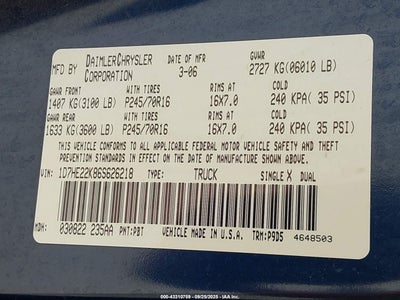 MFD BY DAIMLERCHRYSLER CORPORATION DATE OF MFR 3-06 GVWR 2727 KG(06010 LB)
GAWR FRONT WITH TIRES RIMS AT COLD
1407 KG(3100 LB) P245/70R16 16X7.0 240 KPA( 35 PSI)
GAWR REAR WITH TIRES RIMS AT COLD
1633 KG(3600 LB) P245/70R16 16X7.0 240 KPA( 35 PSI)
THIS VEHICLE CONFORMS TO ALL APPLICABLE FEDERAL MOTOR VEHICLE SAFETY,
BUMPER AND THEFT PREVENTION STANDARDS IN EFFECT ON THE DATE OF MANUFACTURE SHOWN ABOVE
VIN: 1D7HE22K86S626218 TYPE: TRUCK SINGLE X DUAL
MDH: 030822 235AA PNT: PBT VEHICLE MADE IN U.S.A. TRM: P9D5 4648503
000-43310759 - 09/29/2025 - IAA Inc.